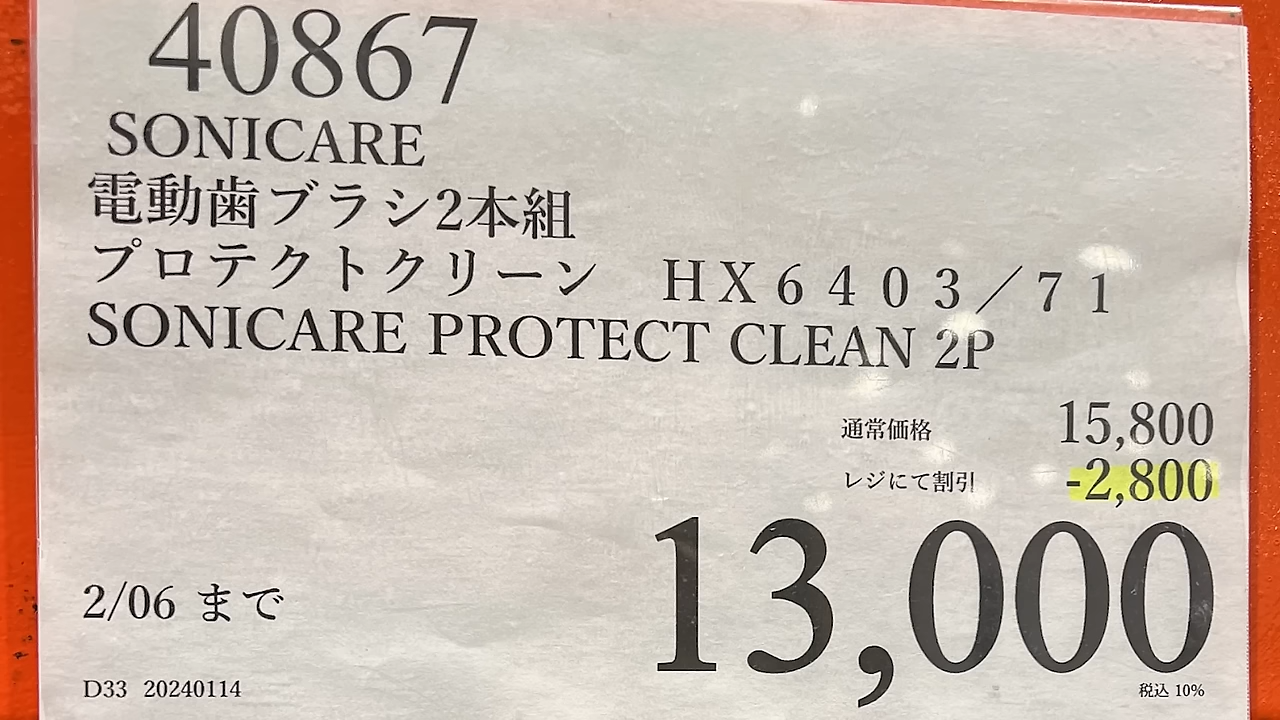 40867
SONICARE
電動歯ブラシ2本組
プロテクトクリーン　ＨＸ６４０３／７１
SONICARE PROTECT CLEAN 2P
通常価格 15,800
レジにて割引 -2,800
13,000
2/06 まで
D33 20240114
税込 10%